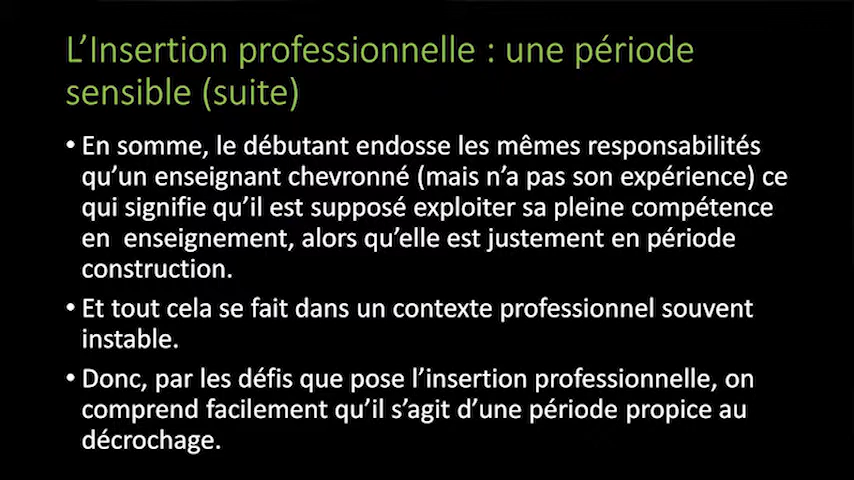 L’Insertion professionnelle : une période
sensible (suite)
• En somme, le débutant endosse les mêmes responsabilités
qu’un enseignant chevronné (mais n’a pas son expérience) ce
qui signifie qu’il est supposé exploiter sa pleine compétence
en  enseignement, alors qu’elle est justement en période
construction.
• Et tout cela se fait dans un contexte professionnel souvent
instable.
• Donc, par les défis que pose l’insertion professionnelle, on
comprend facilement qu’il s’agit d’une période propice au
décrochage.